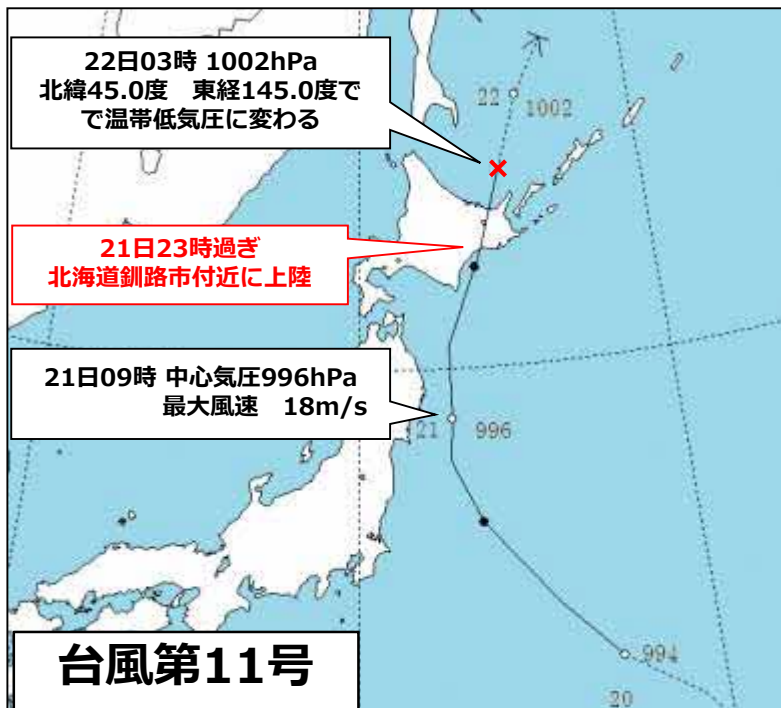 22日03時 1002hPa
北緯45.0度　東経145.0度で
で温帯低気圧に変わる
22
1002
21日23時過ぎ
北海道釧路市付近に上陸
21日09時 中心気圧996hPa
最大風速　18m/s
21
996
994
20
台風第11号